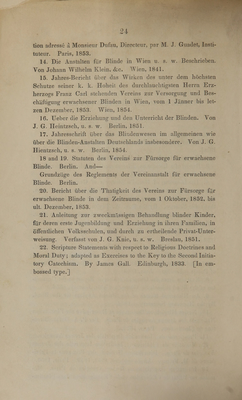 24
tion adressé à Monsieur Dufau, Directeur, per M. J. Gaudet, Insti-
tuteur. Paris, 1833.
14. Die Anstalten für Blinde in Wien u. s. w. Beschrieben.
Von Johann Wilhelm Klein, &c. Wien, 1841.
15. Jahres-Bericht über das Wirken des unter dem höchsten
Schutze seiner k. k. Hoheit des durchlauchtigsten Herrn Erz-
herzogs Franz Carl stehenden Vereins zur Versorgung und Bes-
chäftigung erwachsener Blinden in Wien, vom 1 Jänner bis let-
zen Dezember, 1853. Wien, 1854.
16. Ueber die Erziehung und den Unterricht der Blinden. Von
J. G. Heintzsch, u. s. w. Berlin, 1851.
17. Jahresschrift über das Blindenwesen im allgemeinen wie
über die Blinden-Anstalten Deutschlands insbesondere. Von J. G.
Hientzsch, u. s. w. Berlin, 1854.
18 and 19. Statuten des Vereins zur Fürsorge für erwachsene
Blinde. Berlin. And—
Grundzüge des Reglements der Vereinanstalt für erwachsene
Blinde. Berlin.
20. Bericht über die Thätigkeit des Vereins zur Fürsorge für
erwachsene Blinde in dem Zeitraume, vom 1 Oktober, 1852, bis
ult. Dezember, 1853.
21. Anleitung zur zweckmässigen Behandlung blinder Kinder,
für deren erste Jugenbildung und Erziehung in ihren Familien, in
öffentlichen Volksschulen, und durch zu ertheilende Privat-Unter-
weisung. Verfasst von J. G. Knie, u. s. w. Breslau, 1851.
22. Scripture Statements with respect to Religious Doctrines and
Moral Duty; adapted as Exercises to the Key to the Second Initia-
tory Catechism. By James Gall. Edinburgh, 1833. [In em-
bossed type.]